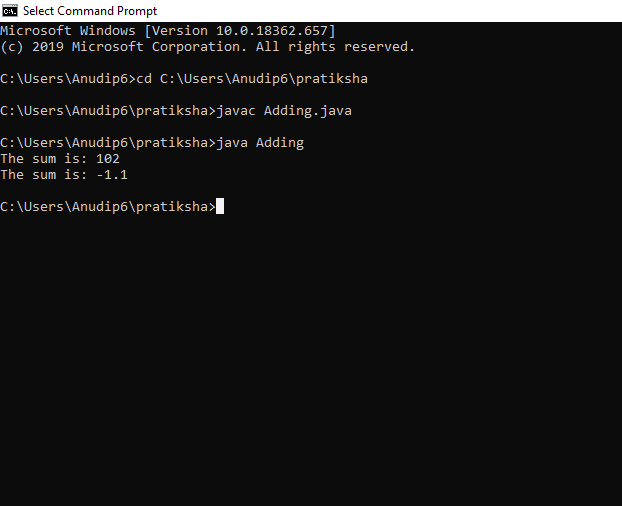 Select Command Prompt
Microsoft Windows [Version 10.0.18362.657]
(c) 2019 Microsoft Corporation. All rights reserved.
C:\Users\Anudip6>cd C:\Users\Anudip6\pratiksha
C:\Users\Anudip6\pratiksha>javac Adding.java
C:\Users\Anudip6\pratiksha>java Adding
The sum is: 102
The sum is: -1.1
C:\Users\Anudip6\pratiksha>